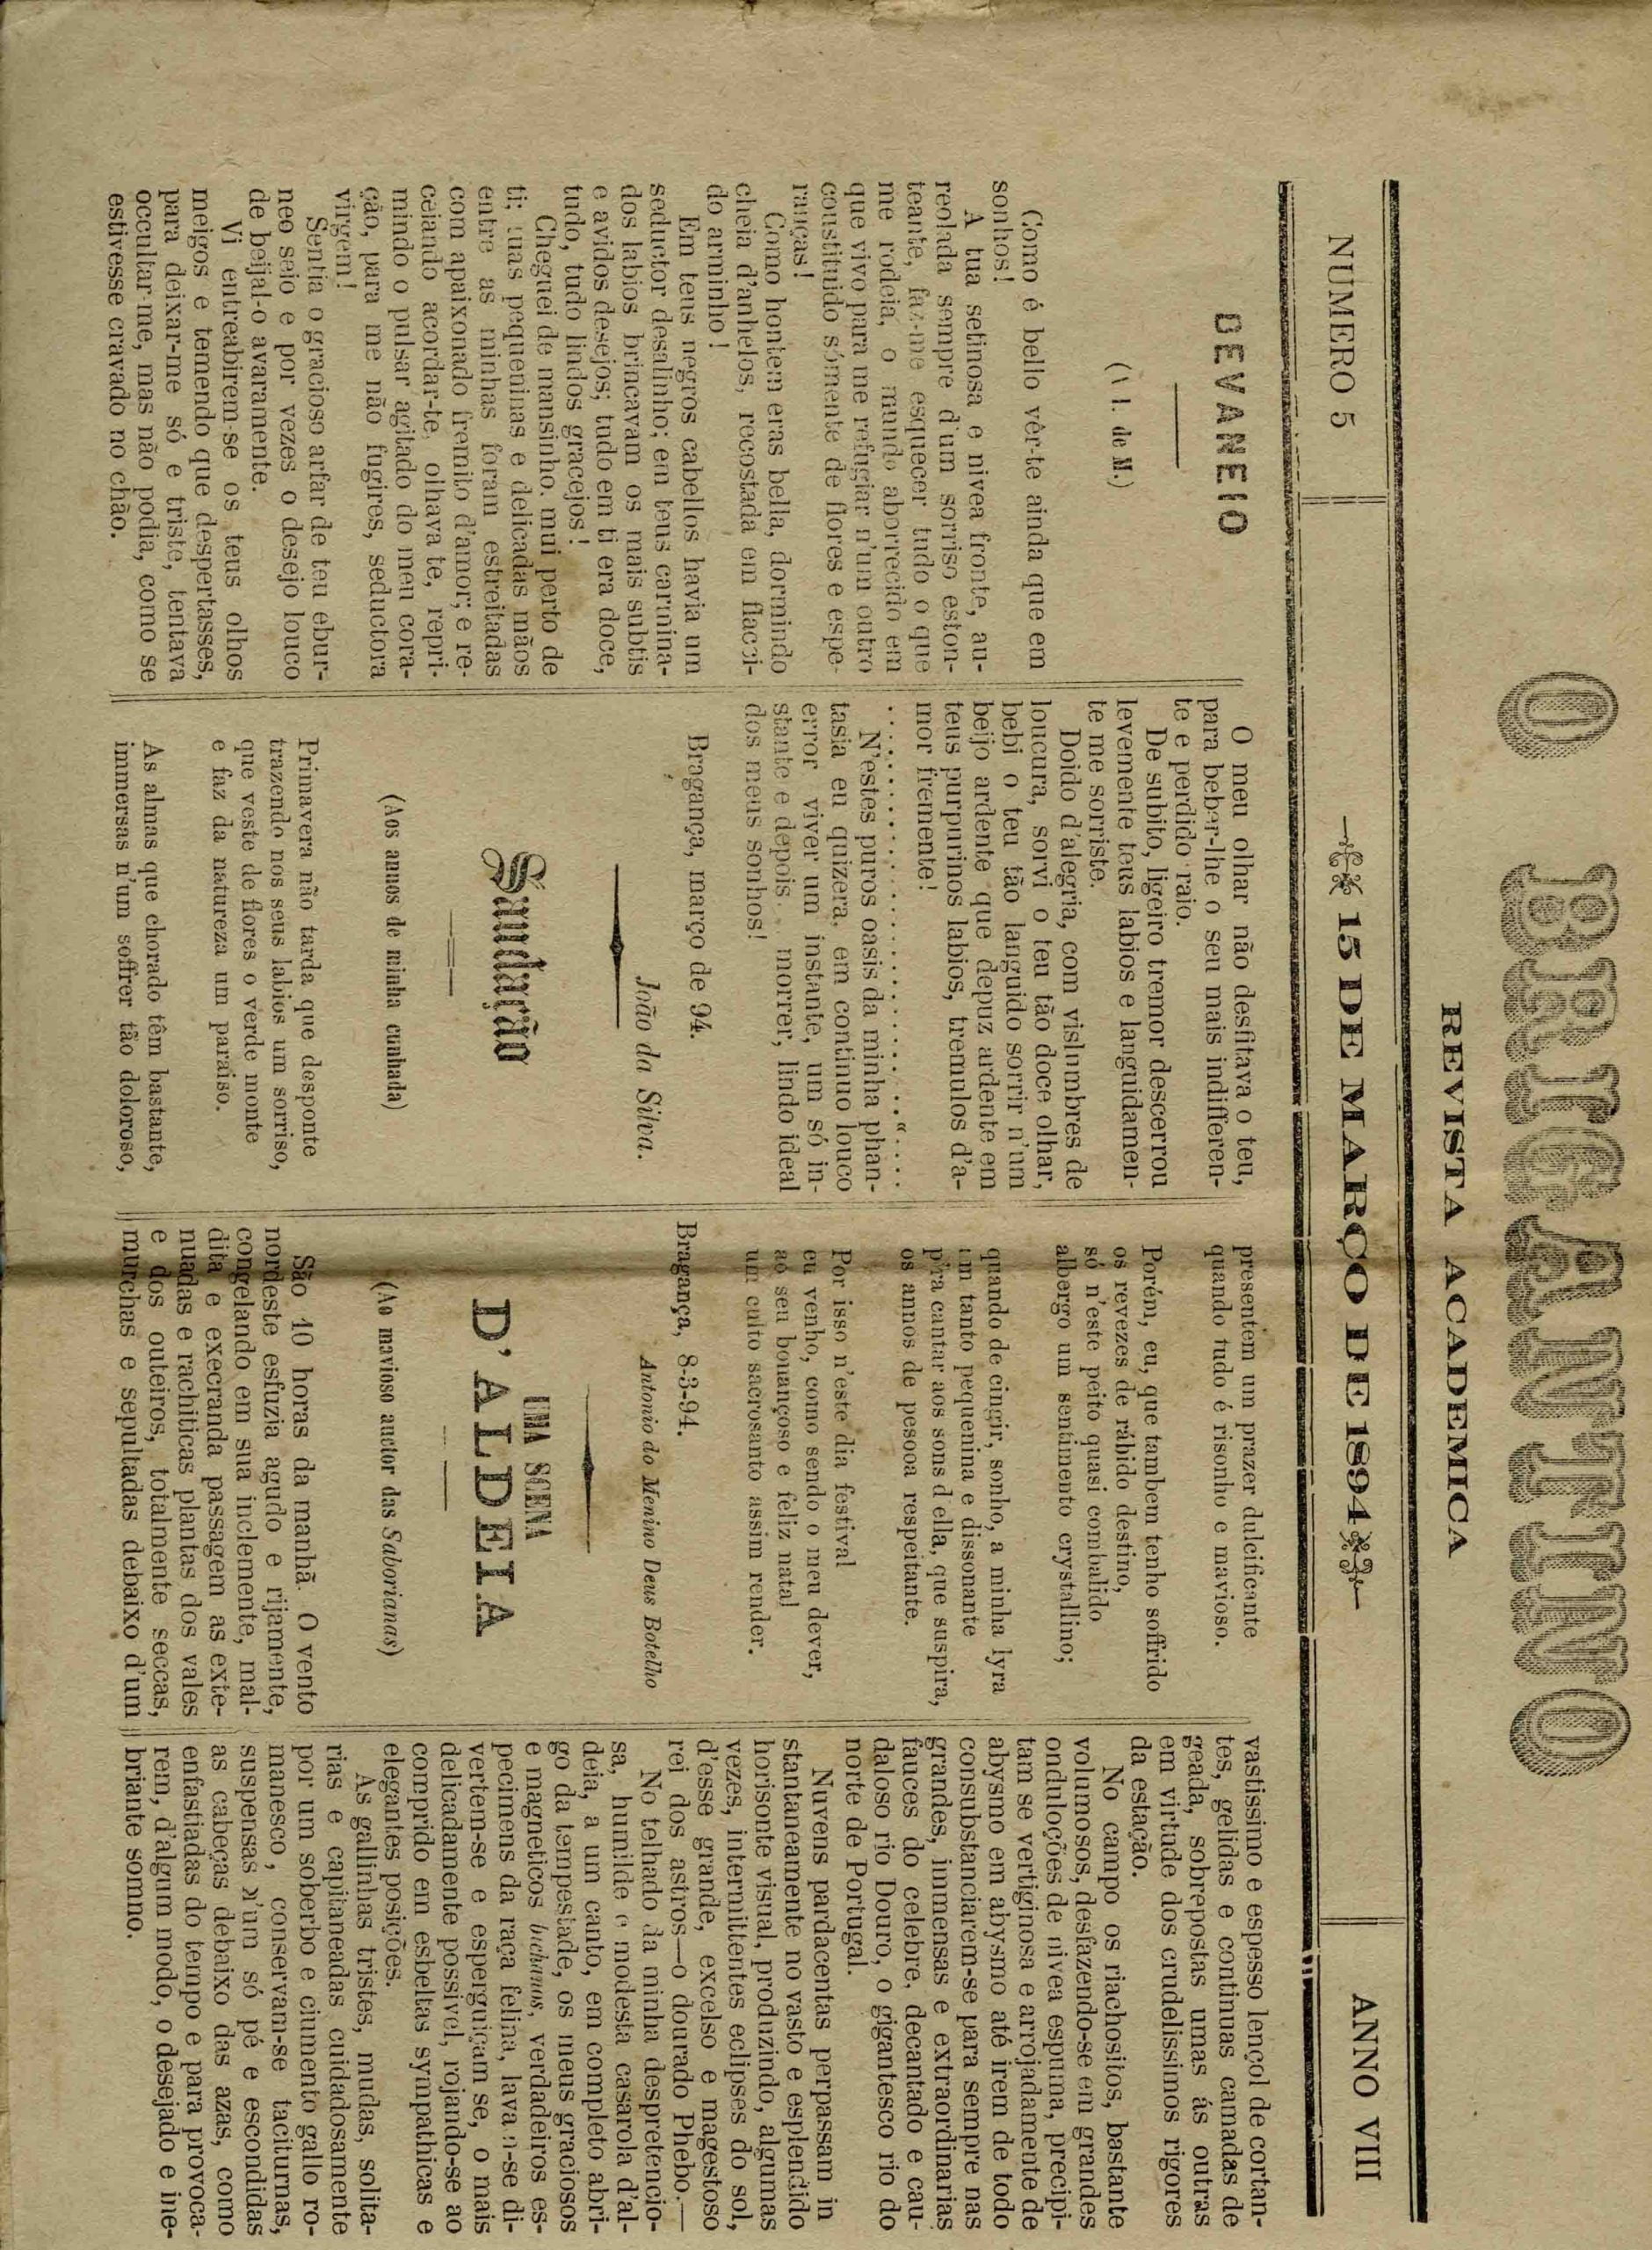 O BRIGANTINO
REVISTA ACADEMICA
NUMERO 5
15 DE MARÇO DE 1894
ANNO VIII
DEVANEIO
(A I. de M.)
Como é bello vêr-te ainda que em
sonhos!
A tua setinosa e nivea fronte, au-
reolada sempre d'um sorriso eston-
teante, faz-me esquecer tudo o que
me rodeia, o mundo aborrecido em
que vivo para me refugiar n'um outro
constituido sómente de flores e espe-
ranças!
Como hontem eras bella, dormindo
cheia d'anhelos, recostada em flacci-
do arminho!
Em teus negros cabellos havia um
seductor desalinho; em teus carmina-
dos labios brincavam os mais subtis
e avidos desejos; tudo em ti era doce,
tudo, tudo lindos gracejos!
Cheguei de mansinho, mui perto de
ti; tuas pequeninas e delicadas mãos
entre as minhas foram estreitadas
com apaixonado fremito d'amor; e re-
ceiando acordar-te, olhava te, repri-
mindo o pulsar agitado do meu cora-
ção, para me não fugires, seductora
virgem!
Sentia o gracioso arfar de teu ebur-
neo seio e por vezes o desejo louco
de beijal-o avaramente.
Vi entreabirem-se os teus olhos
meigos e temendo que despertasses,
para deixar-me só e triste, tentava
occultar-me, mas não podia, como se
estivesse cravado no chão.
O meu olhar não desfitava o teu,
para beber-lhe o seu mais indifferen-
te e perdido raio.
De subito, ligeiro tremor descerrou
levemente teus labios e languidamen-
te me sorriste.
Doido d'alegria, com vislumbres de
loucura, sorvi o teu tão doce olhar,
bebi o teu tão languido sorrir n'um
beijo ardente que depuz ardente em
teus purpurinos labios, tremulos d'a-
mor fremente!
N'estes puros oasis da minha phan-
tasia eu quizera, em continuo louco
error viver um instante, um só in-
stante e depois... morrer, lindo ideal
dos meus sonhos!
Bragança, março de 94.
João da Silva.
Saudação
(Aos annos de minha cunhada)
Primavera não tarda que desponte
trazendo nos seus labios um sorriso,
que veste de flores o verde monte
e faz da natureza um paraiso.
As almas que chorado têm bastante,
immersas n'um soffrer tão doloroso,
presentem um prazer dulcificante
quando tudo é risonho e mavioso.
Porém, eu, que tambem tenho soffrido
os revezes de rábido destino,
só n'este peito quasi combalido
albergo um sentimento crystallino;
quando de cingir, sonho, a minha lyra
um tanto pequenina e dissonante
p'ra cantar aos sons d'ella, que suspira,
os annos de pesooa respeitante.
Por isso n'este dia festival
eu venho, como sendo o meu dever,
ao seu bonançoso e feliz natal
um culto sacrosanto assim render.
Bragança, 8-3-94.
Antonio do Menino Deus Botelho
UMA SCENA
D'ALDEIA
(Ao mavioso auctor das Saborianas)
São 10 horas da manhã. O vento
nordeste esfuzia agudo e rijamente,
congelando em sua inclemente, mal-
dita e execranda passagem as exte-
nuadas e rachiticas plantas dos vales
e dos outeiros, totalmente seccas,
murchas e sepultadas debaixo d'um
vastissimo e espesso lençol de cortan-
tes, gelidas e continuas camadas de
geada, sobrepostas umas ás outras
em virtude dos crudelissimos rigores
da estação.
No campo os riachositos, bastante
volumosos, desfazendo-se em grandes
onduloções de nivea espuma, precipi-
tam se vertiginosa e arrojadamente de
abysmo em abysmo até irem de todo
consubstanciarem-se para sempre nas
grandes, immensas e extraordinarias
fauces do celebre, decantado e cau-
daloso rio Douro, o gigantesco rio do
norte de Portugal.
Nuvens pardacentas perpassam in
stantaneamente no vasto e esplendido
horisonte visual, produzindo, algumas
vezes, intermittentes eclipses do sol,
d'esse grande, excelso e magestoso
rei dos astros—o dourado Phebo.—
No telhado da minha despretencio-
sa, humilde e modesta casarola d'al-
deia, a um canto, em completo abri-
go da tempestade, os meus graciosos
e magneticos bichanos, verdadeiros es-
pecimens da raça felina, lavam-se di-
vertem-se e esperguiçam se, o mais
delicadamente possivel, rojando-se ao
comprido em esbeltas sympathicas e
elegantes posições.
As gallinhas tristes, mudas, solita-
rias e capitaneadas cuidadosamente
por um soberbo e ciumento gallo ro-
manesco, conservam-se taciturnas,
suspensas n'um só pé e escondidas
as cabeças debaixo das azas, como
enfastiadas do tempo e para provoca-
rem, d'algum modo, o desejado e ine-
briante somno.